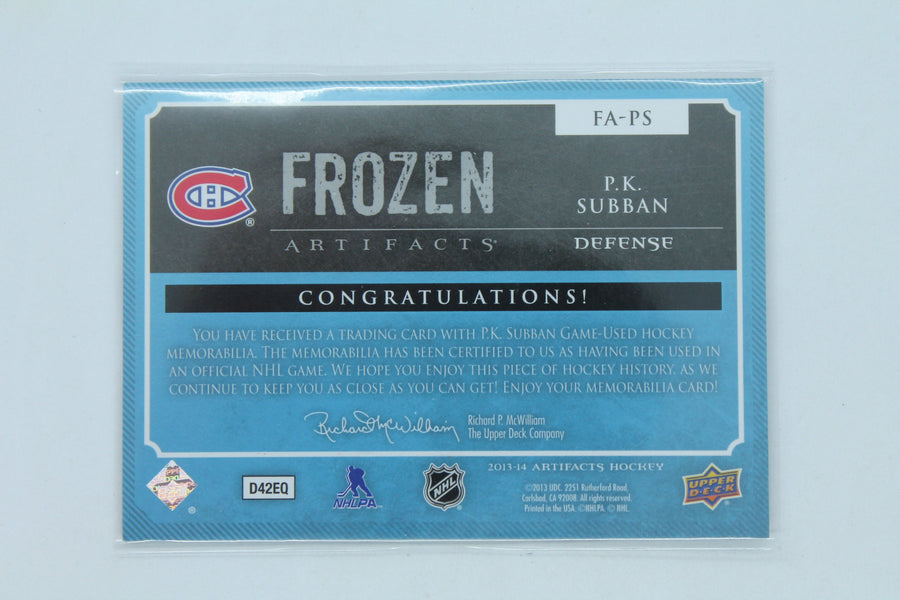 FA-PS
FROZEN
ARTIFACTS
P.K.
SUBBAN
DEFENSE
CONGRATULATIONS!
YOU HAVE RECEIVED A TRADING CARD WITH P.K. SUBBAN GAME-USED HOCKEY
MEMORABILIA. THE MEMORABILIA HAS BEEN CERTIFIED TO US AS HAVING BEEN USED IN
AN OFFICIAL NHL GAME. WE HOPE YOU ENJOY THIS PIECE OF HOCKEY HISTORY, AS WE
CONTINUE TO KEEP YOU AS CLOSE AS YOU CAN GET! ENJOY YOUR MEMORABILIA CARD!
Richard P. McWilliam
Richard P. McWilliam
The Upper Deck Company
2013-14 ARTIFACTS HOCKEY
D42EQ
NHLPA
NHL
©2013 UDC. 2251 Rutherford Road,
Carlsbad, CA 92008. All rights reserved.
Printed in the USA. ©NHLPA. © NHL.
UPPER
D·E·C·K